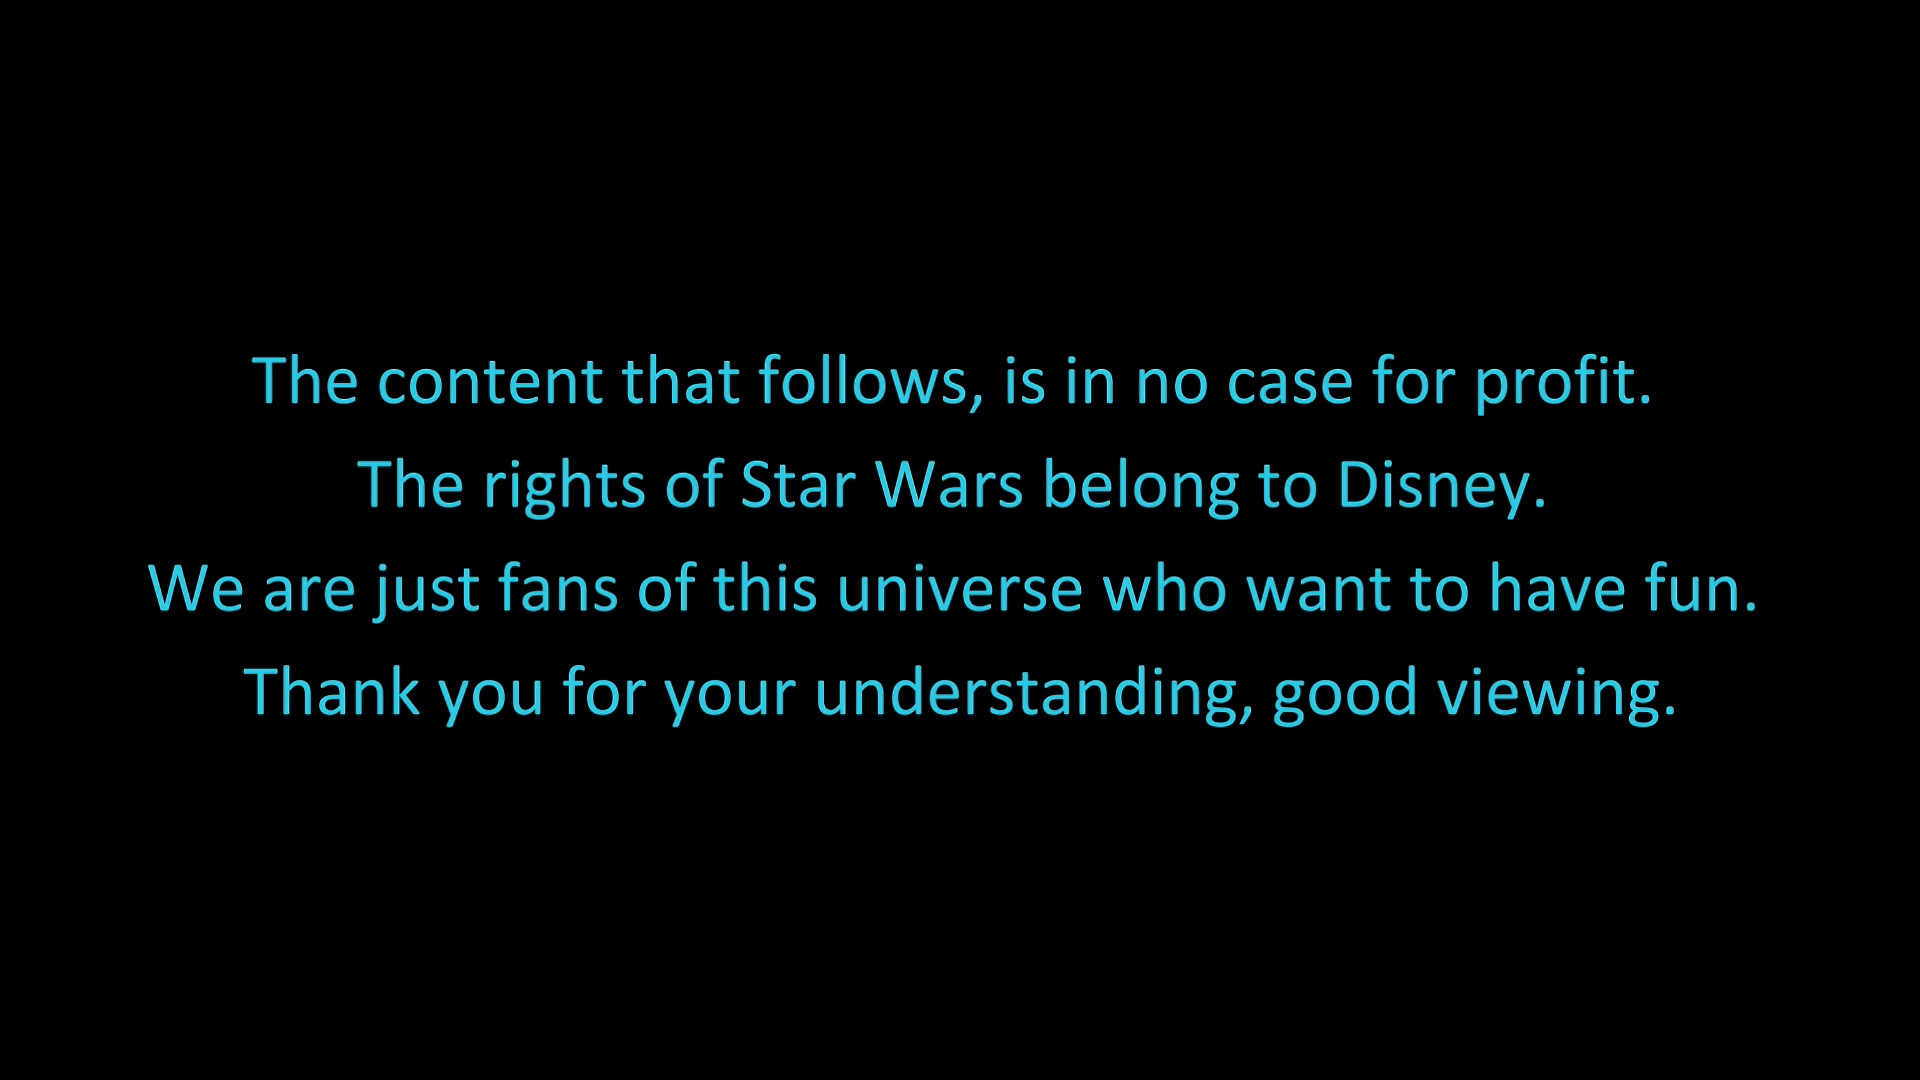 The content that follows, is in no case for profit.
The rights of Star Wars belong to Disney.
We are just fans of this universe who want to have fun.
Thank you for your understanding, good viewing.